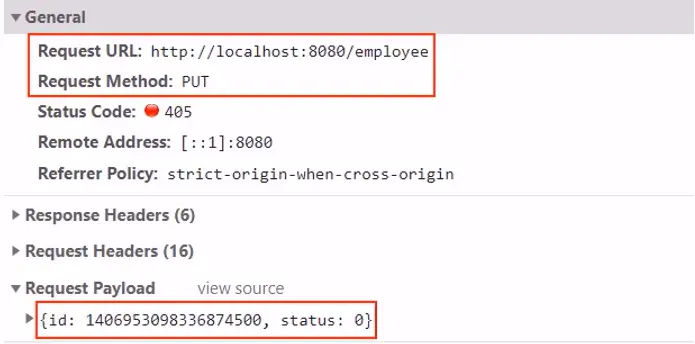 General
Request URL: http://localhost:8080/employee
Request Method: PUT
Status Code: 405
Remote Address: [::1]:8080
Referrer Policy: strict-origin-when-cross-origin
Response Headers (6)
Request Headers (16)
Request Payload view source
{id: 1406953098336874500, status: 0}